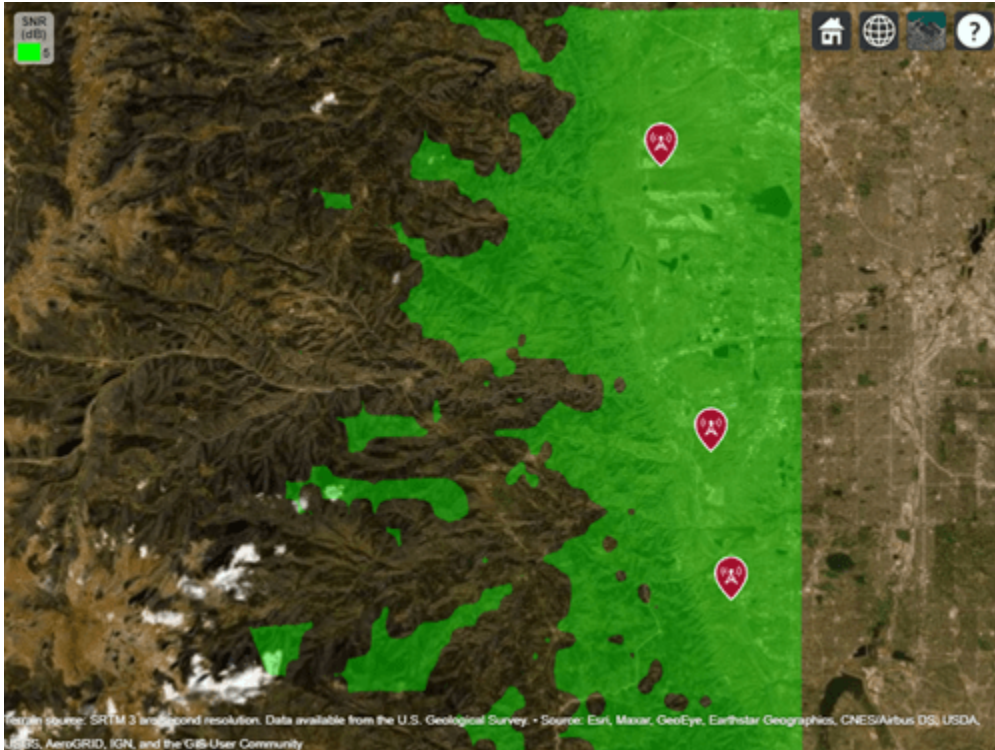 SNR
(dB)
5
?
Terrain source: SRTM 3 arc-second resolution. Data available from the U.S. Geological Survey. • Source: Esri, Maxar, GeoEye, Earthstar Geographics, CNES/Airbus DS, USDA,
USGS, AeroGRID, IGN, and the GIS User Community